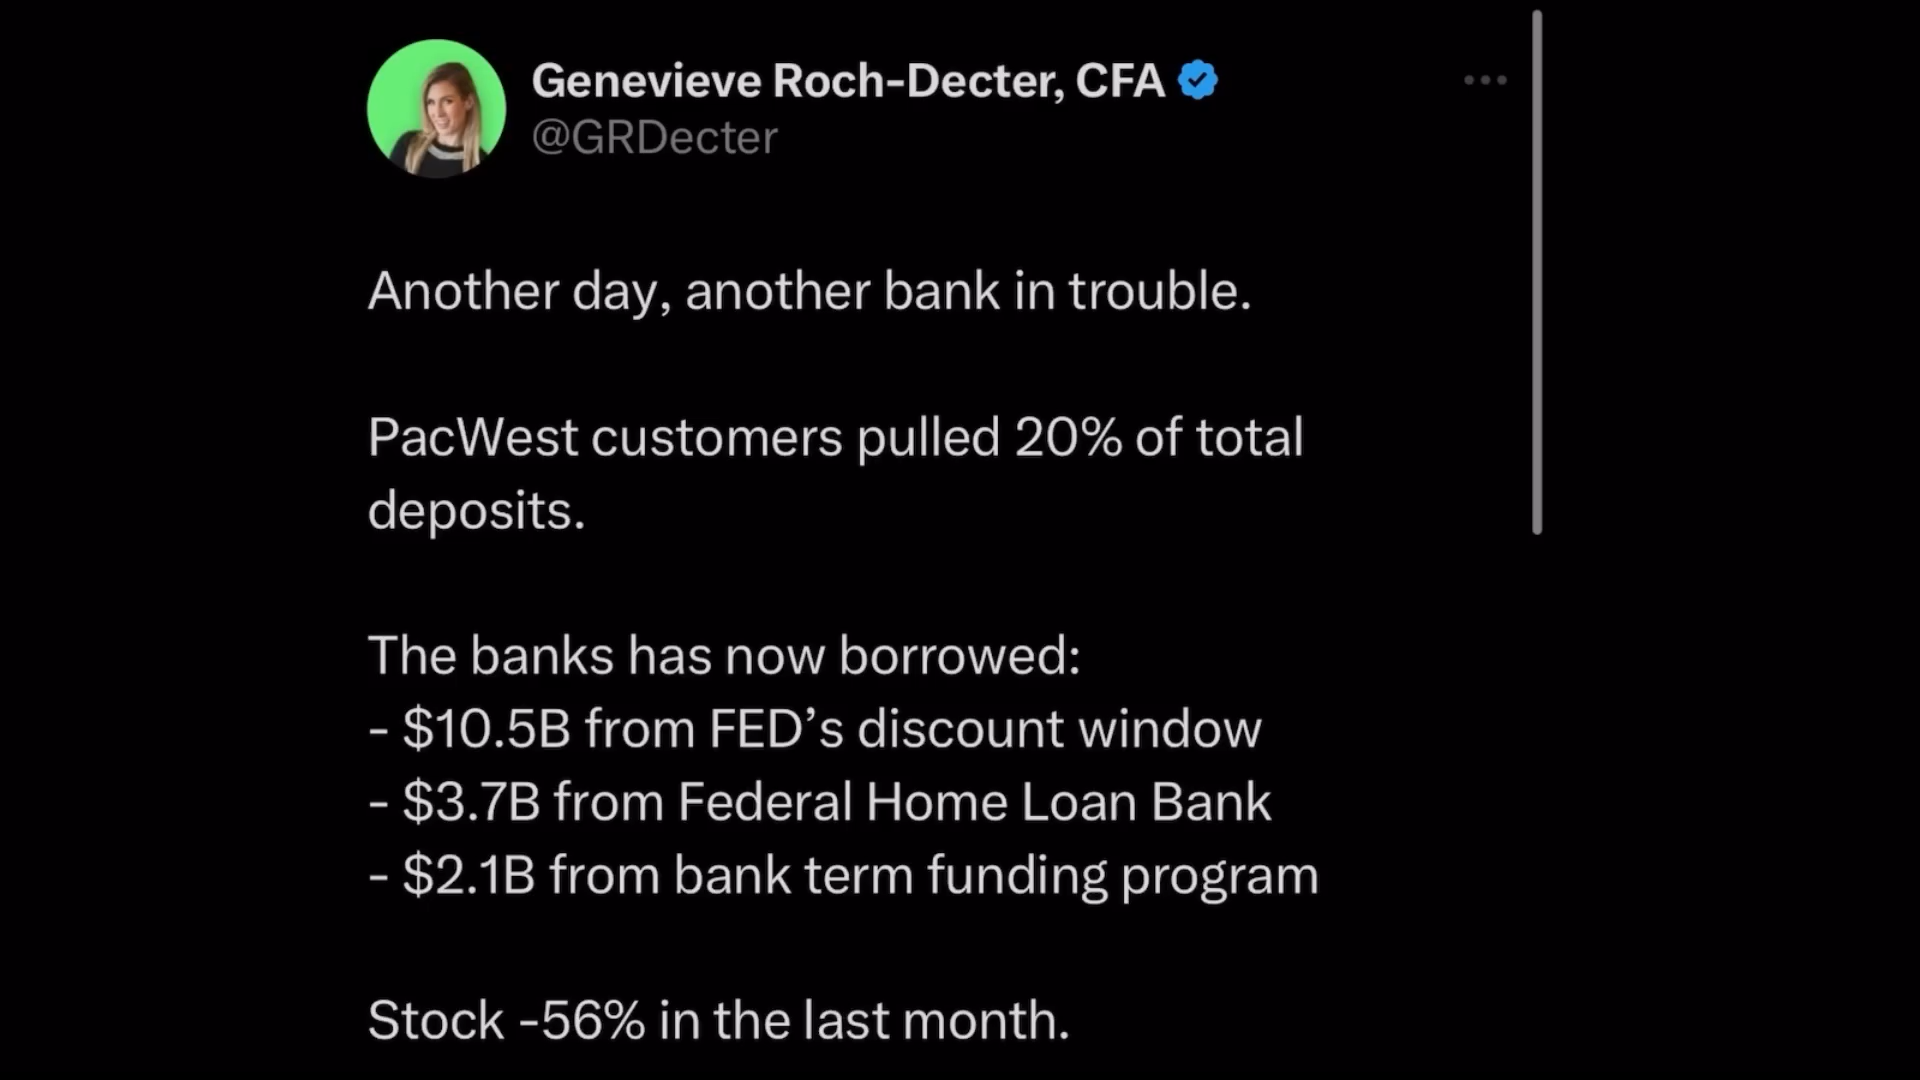 Genevieve Roch-Decter, CFA
@GRDecter
Another day, another bank in trouble.
PacWest customers pulled 20% of total
deposits.
The banks has now borrowed:
- $10.5B from FED’s discount window
- $3.7B from Federal Home Loan Bank
- $2.1B from bank term funding program
Stock -56% in the last month.